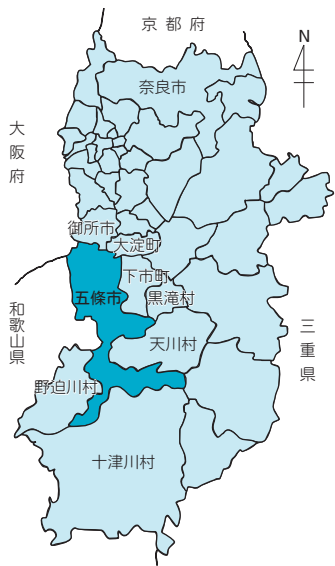 京都府
N
奈良市
大阪府
御所市
大淀町
下市町
五條市
黒滝村
和歌山県
三重県
天川村
野迫川村
十津川村